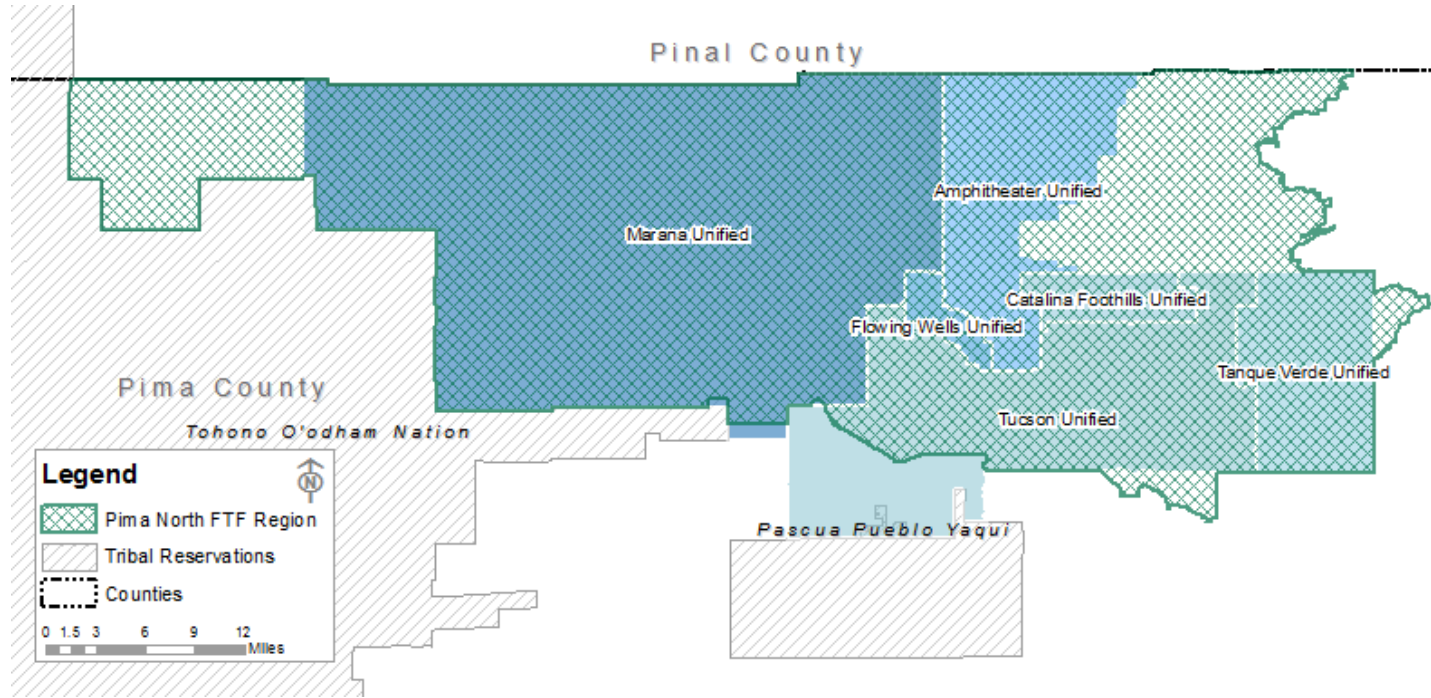 Pinal County
Amphitheater Unified
Marana Unified
Catalina Foothills Unified
Flowing Wells Unified
Tanque Verde Unified
Pima County
Tucson Unified
Tohono O'odham Nation
Legend
N
Pima North FTF Region
Pascua Pueblo Yaqui
Tribal Reservations
Counties
0 1.5 3 6 9 12
Miles